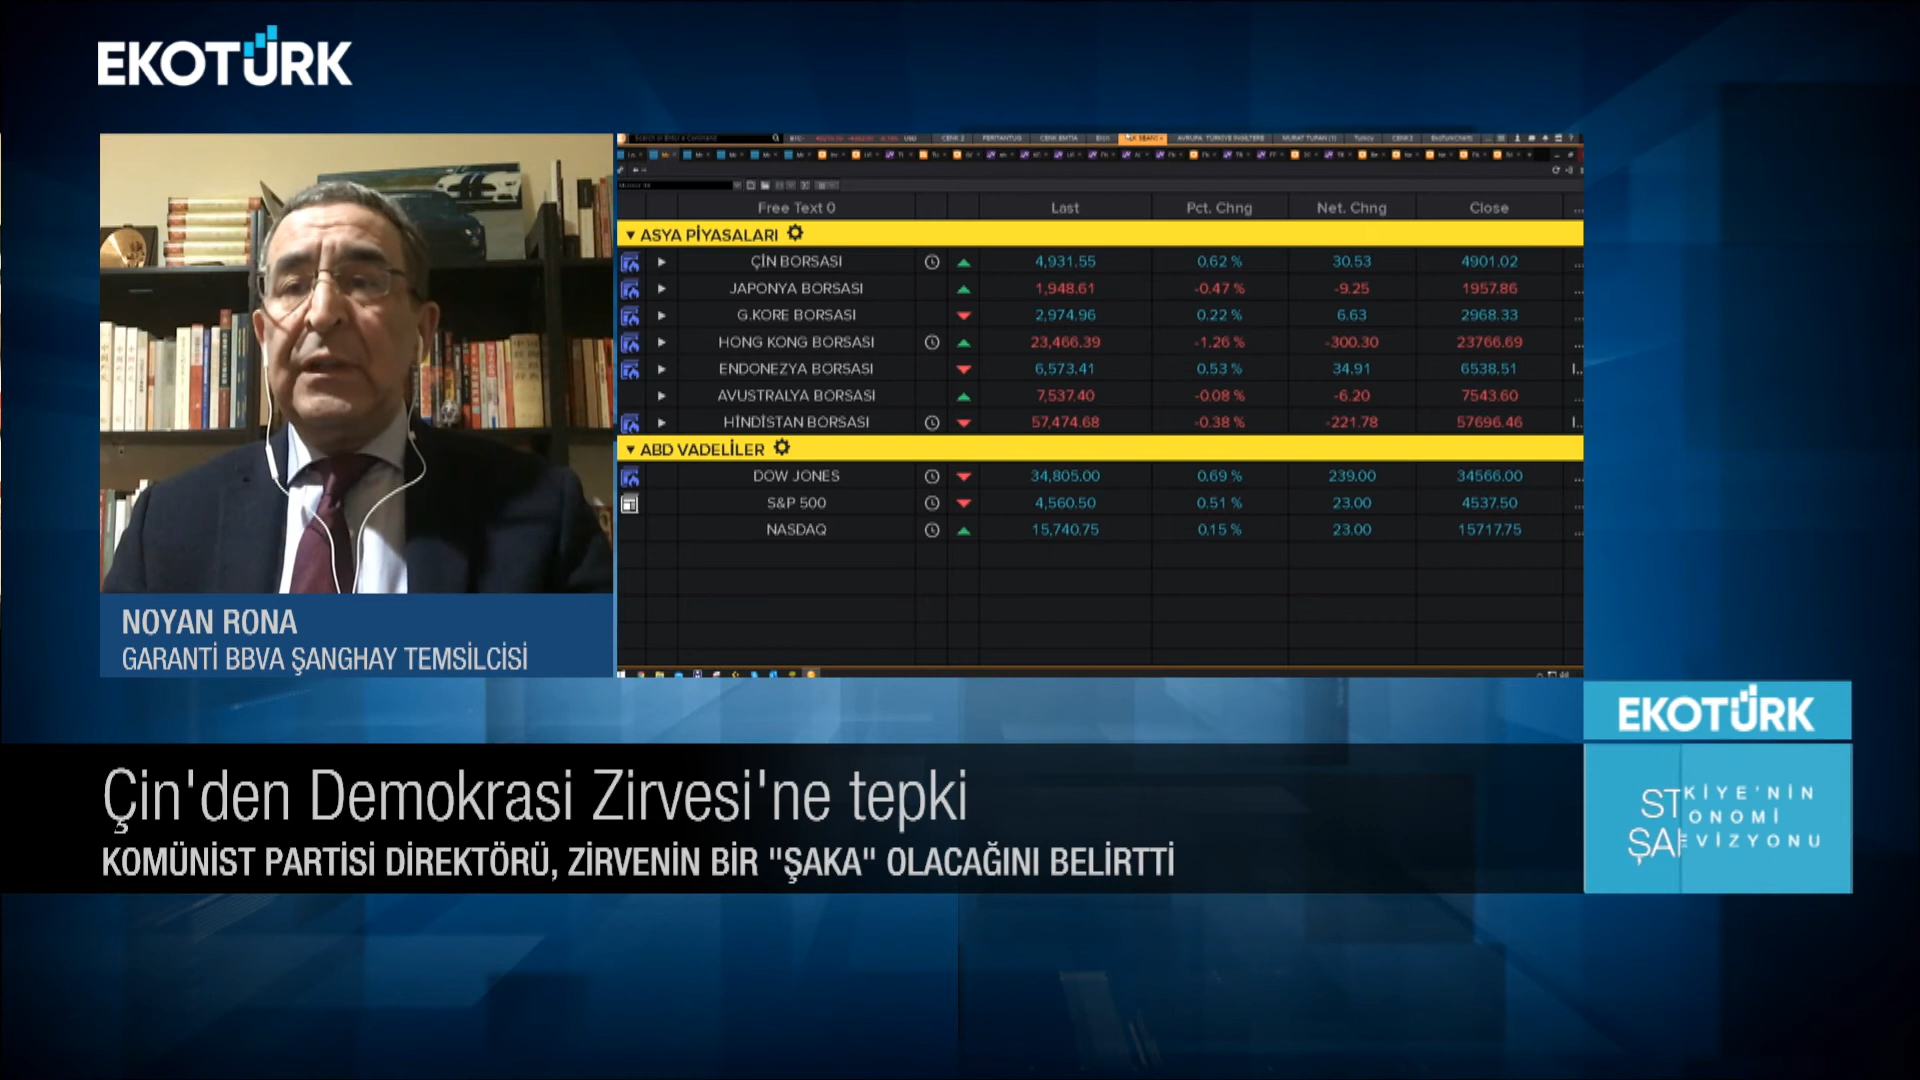 EKOTÜRK
Free Text 0 Last Pct. Chng Net. Chng Close
ASYA PİYASALARI
ÇİN BORSASI 4,931.55 0.62 % 30.53 4901.02
JAPONYA BORSASI 1,948.61 -0.47 % -9.25 1957.86
G.KORE BORSASI 2,974.96 0.22 % 6.63 2968.33
HONG KONG BORSASI 23,466.39 -1.26 % -300.30 23766.69
ENDONEZYA BORSASI 6,573.41 0.53 % 34.91 6538.51
AVUSTRALYA BORSASI 7,537.40 -0.08 % -6.20 7543.60
HİNDİSTAN BORSASI 57,474.68 -0.38 % -221.78 57696.46
ABD VADELİLER
DOW JONES 34,805.00 0.69 % 239.00 34566.00
S&P 500 4,560.50 0.51 % 23.00 4537.50
NASDAQ 15,740.75 0.15 % 23.00 15717.75
NOYAN RONA
GARANTİ BBVA ŞANGHAY TEMSİLCİSİ
EKOTÜRK
Çin'den Demokrasi Zirvesi'ne tepki
KOMÜNİST PARTİSİ DİREKTÖRÜ, ZİRVENİN BİR "ŞAKA" OLACAĞINI BELİRTTİ
ST KİYE'NİN
ONOMİ
ŞA EVİZYONU